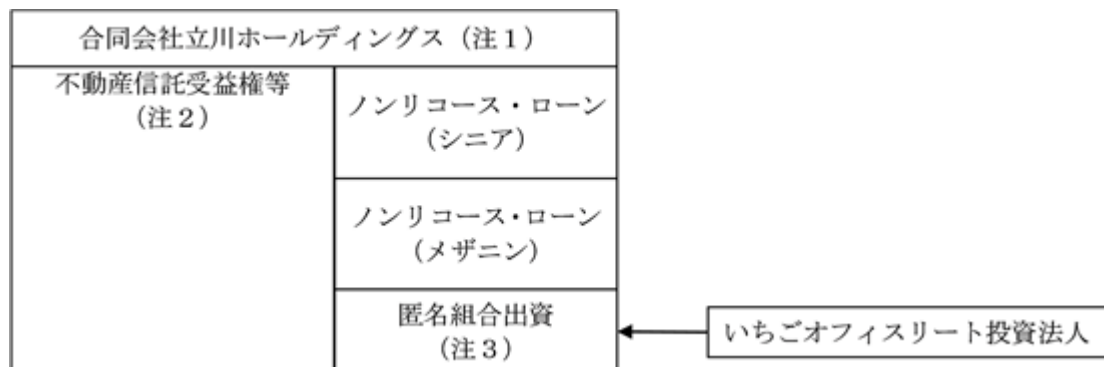 合同会社立川ホールディングス（注１）
不動産信託受益権等
（注２）
ノンリコース・ローン
（シニア）
ノンリコース・ローン
（メザニン）
匿名組合出資
（注３）
いちごオフィスリート投資法人